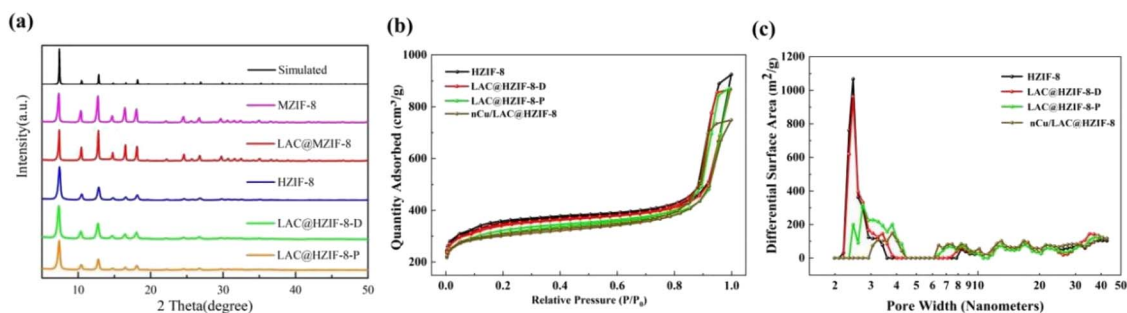 (a)
Intensity(a.u.)
Simulated
MZIF-8
LAC@MZIF-8
HZIF-8
LAC@HZIF-8-D
LAC@HZIF-8-P
10 20 30 40 50
2 Theta(degree)
(b)
Quantity Adsorbed (cm³/g)
1000
800
600
400
200
HZIF-8
LAC@HZIF-8-D
LAC@HZIF-8-P
nCu/LAC@HZIF-8
0.0 0.2 0.4 0.6 0.8 1.0
Relative Pressure (P/P₀)
(c)
Differential Surface Area (m²/g)
1200
1000
800
600
400
200
0
HZIF-8
LAC@HZIF-8-D
LAC@HZIF-8-P
nCu/LAC@HZIF-8
2 3 4 5 6 7 8 9 10 20 30 40 50
Pore Width (Nanometers)